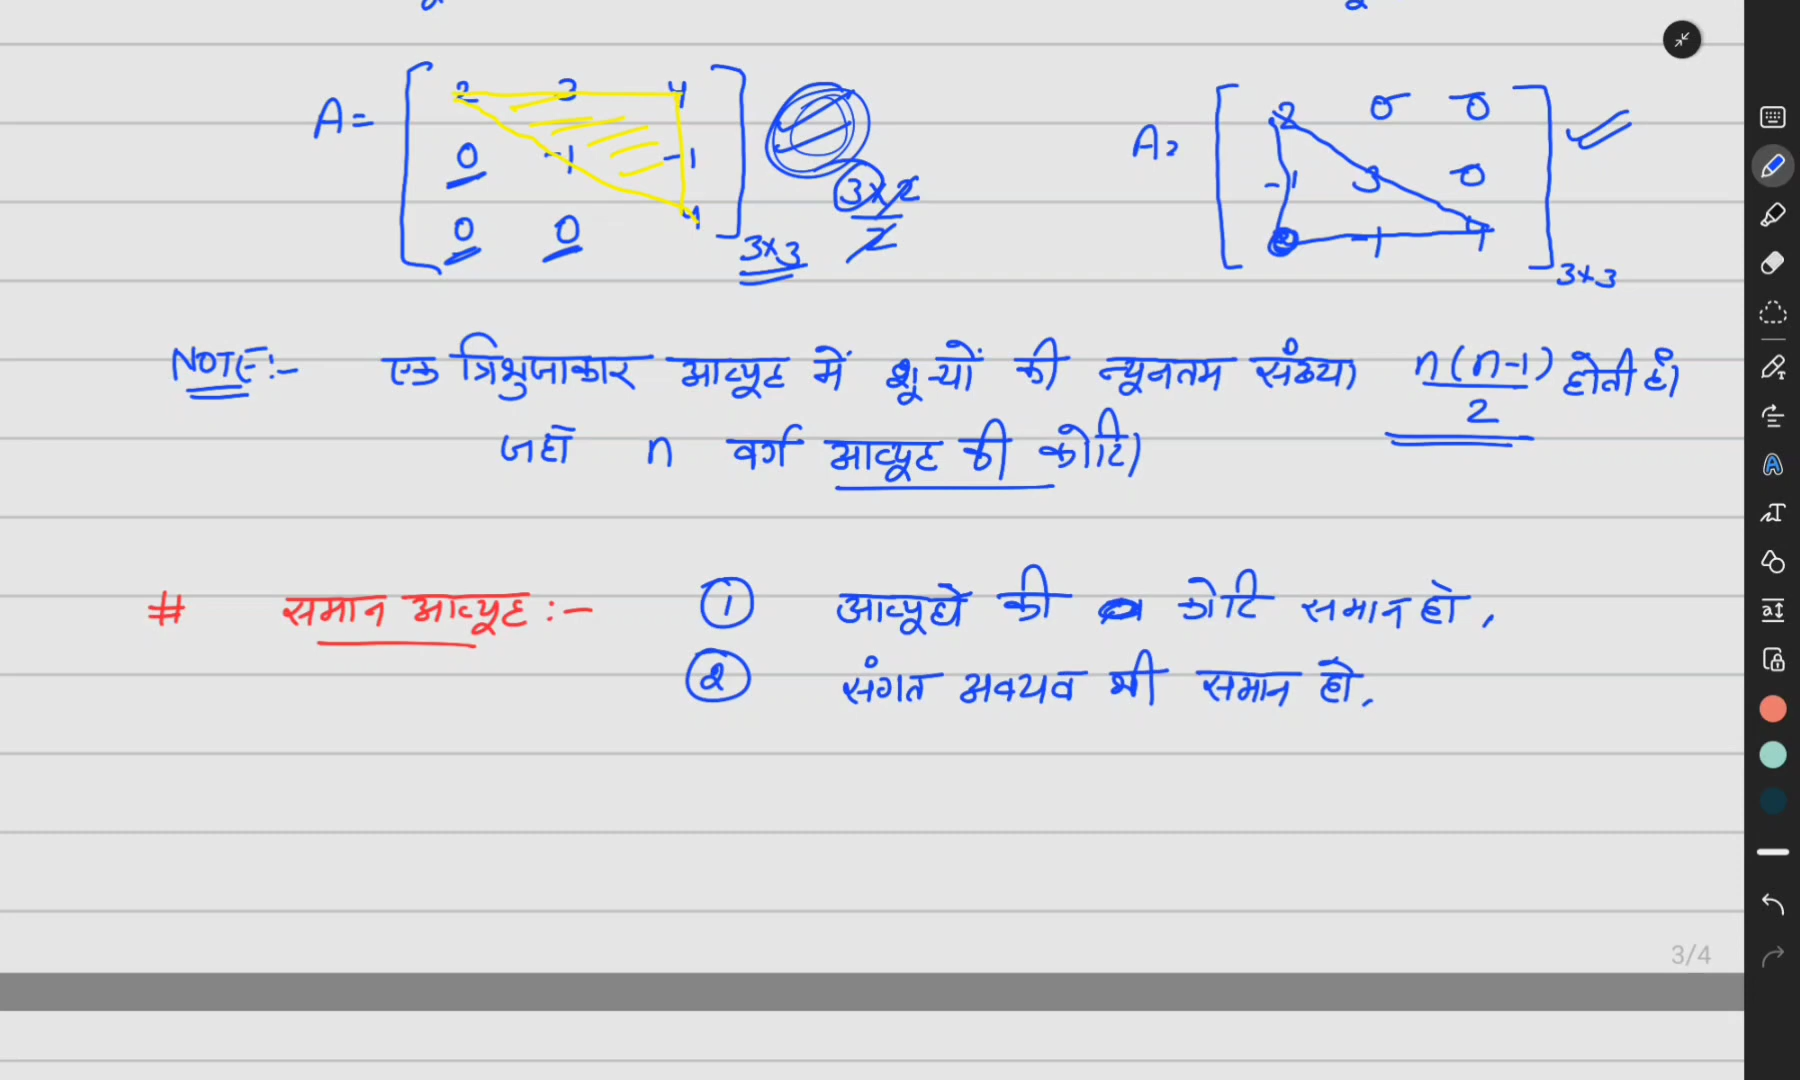 A = [ 2 3 4 3×2/2 A = [ 2 0 0
0 -1 -1 -1 3 0
0 0 4 ] 3×3 -1 4 ] 3×3
NOTE:- एक त्रिभुजाकार आव्यूह में शून्यों की न्यूनतम संख्या n(n-1)/2 होती है।
जहाँ n वर्ग आव्यूह की कोटि।
# समान आव्यूह :- ① आव्यूहों की कोटि समान हो,
② संगत अवयव भी समान हो,
3/4